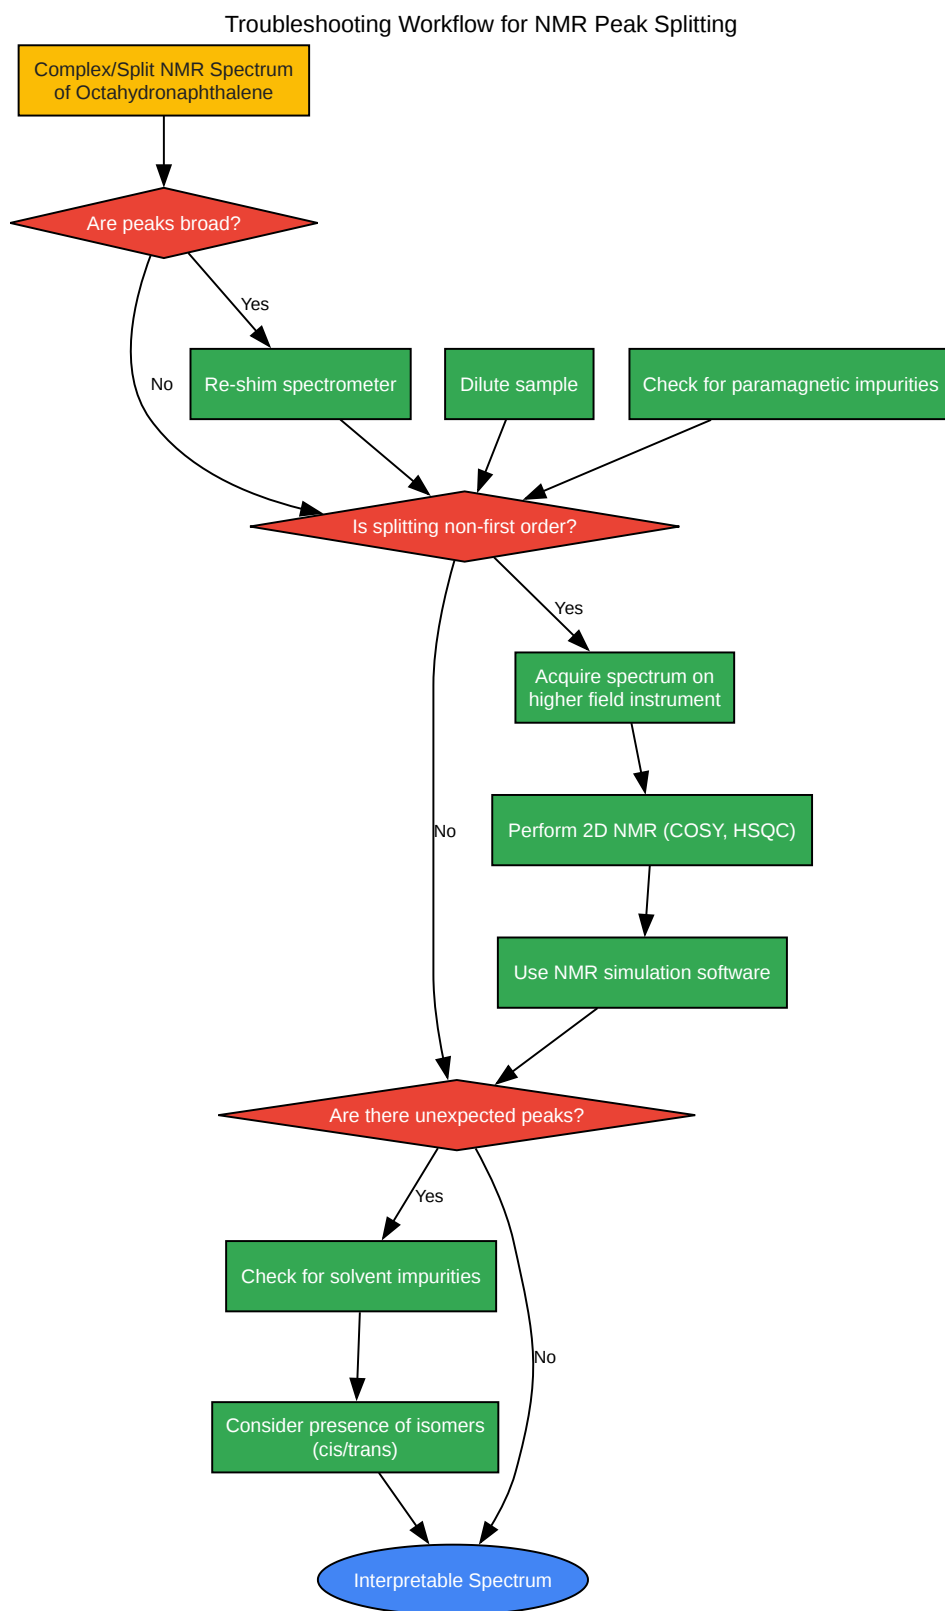 Troubleshooting Workflow for NMR Peak Splitting
Complex/Split NMR Spectrum
of Octahydronaphthalene
Are peaks broad?
Yes
No
Re-shim spectrometer
Dilute sample
Check for paramagnetic impurities
Is splitting non-first order?
Yes
Acquire spectrum on
higher field instrument
No
Perform 2D NMR (COSY, HSQC)
Use NMR simulation software
Are there unexpected peaks?
Yes
Check for solvent impurities
No
Consider presence of isomers
(cis/trans)
Interpretable Spectrum